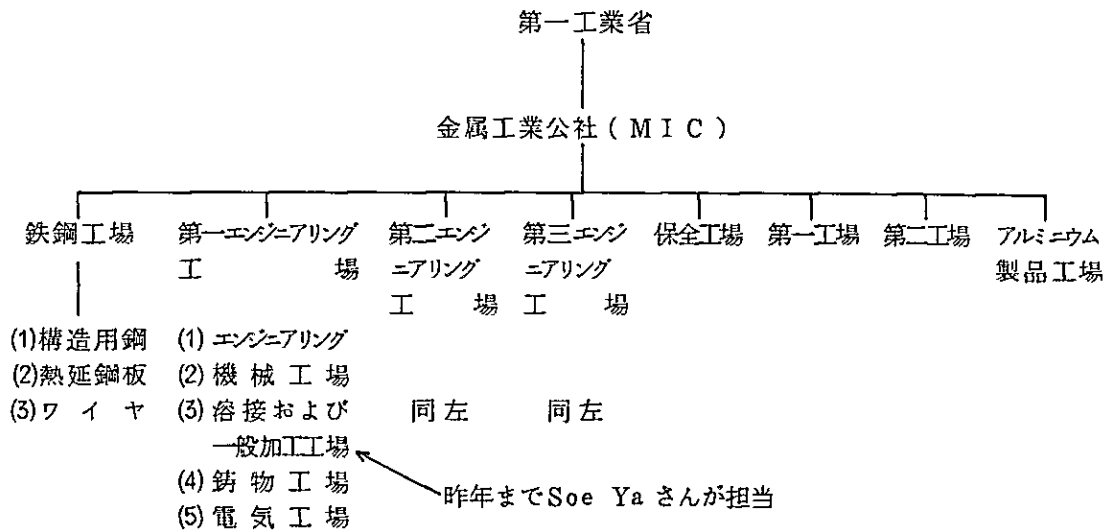 第一工業省
金属工業公社(MIC)
鉄鋼工場 第一エンジニアリング 第二エンジ 第三エンジ 保全工場 第一工場 第二工場 アルミニウム
工場 ニアリング ニアリング 製品工場
工場 工場
(1)構造用鋼 (1)エンジニアリング
(2)熱延鋼板 (2)機械工場
(3)ワイヤ (3)溶接および 同左 同左
一般加工工場
(4)鋳物工場
昨年までSoe Yaさんが担当
(5)電気工場